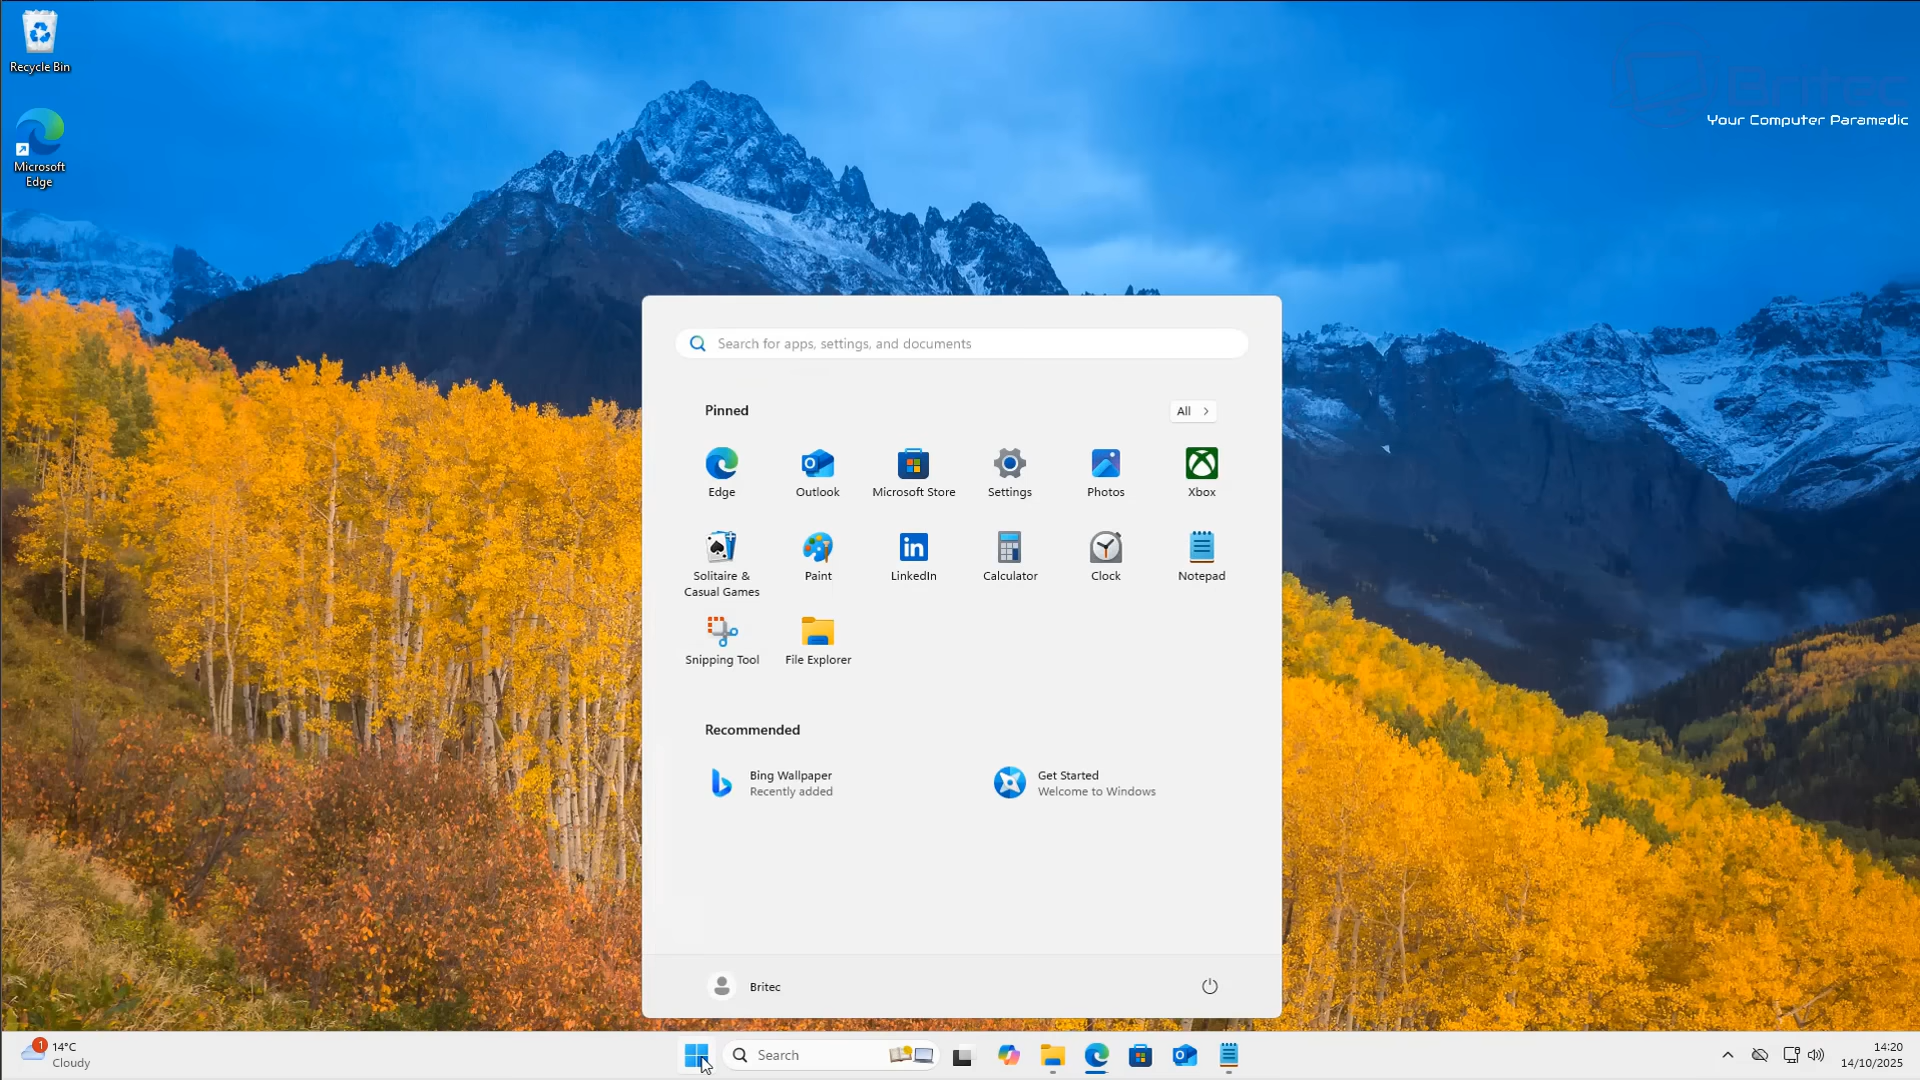 Recycle Bin
Microsoft
Edge
Britec
Your Computer Paramedic
Search for apps, settings, and documents
Pinned
All
Edge
Outlook
Microsoft Store
Settings
Photos
Xbox
Solitaire &
Casual Games
Paint
LinkedIn
Calculator
Clock
Notepad
Snipping Tool
File Explorer
Recommended
Bing Wallpaper
Recently added
Get Started
Welcome to Windows
Britec
1
14°C
Cloudy
Search
14:20
14/10/2025